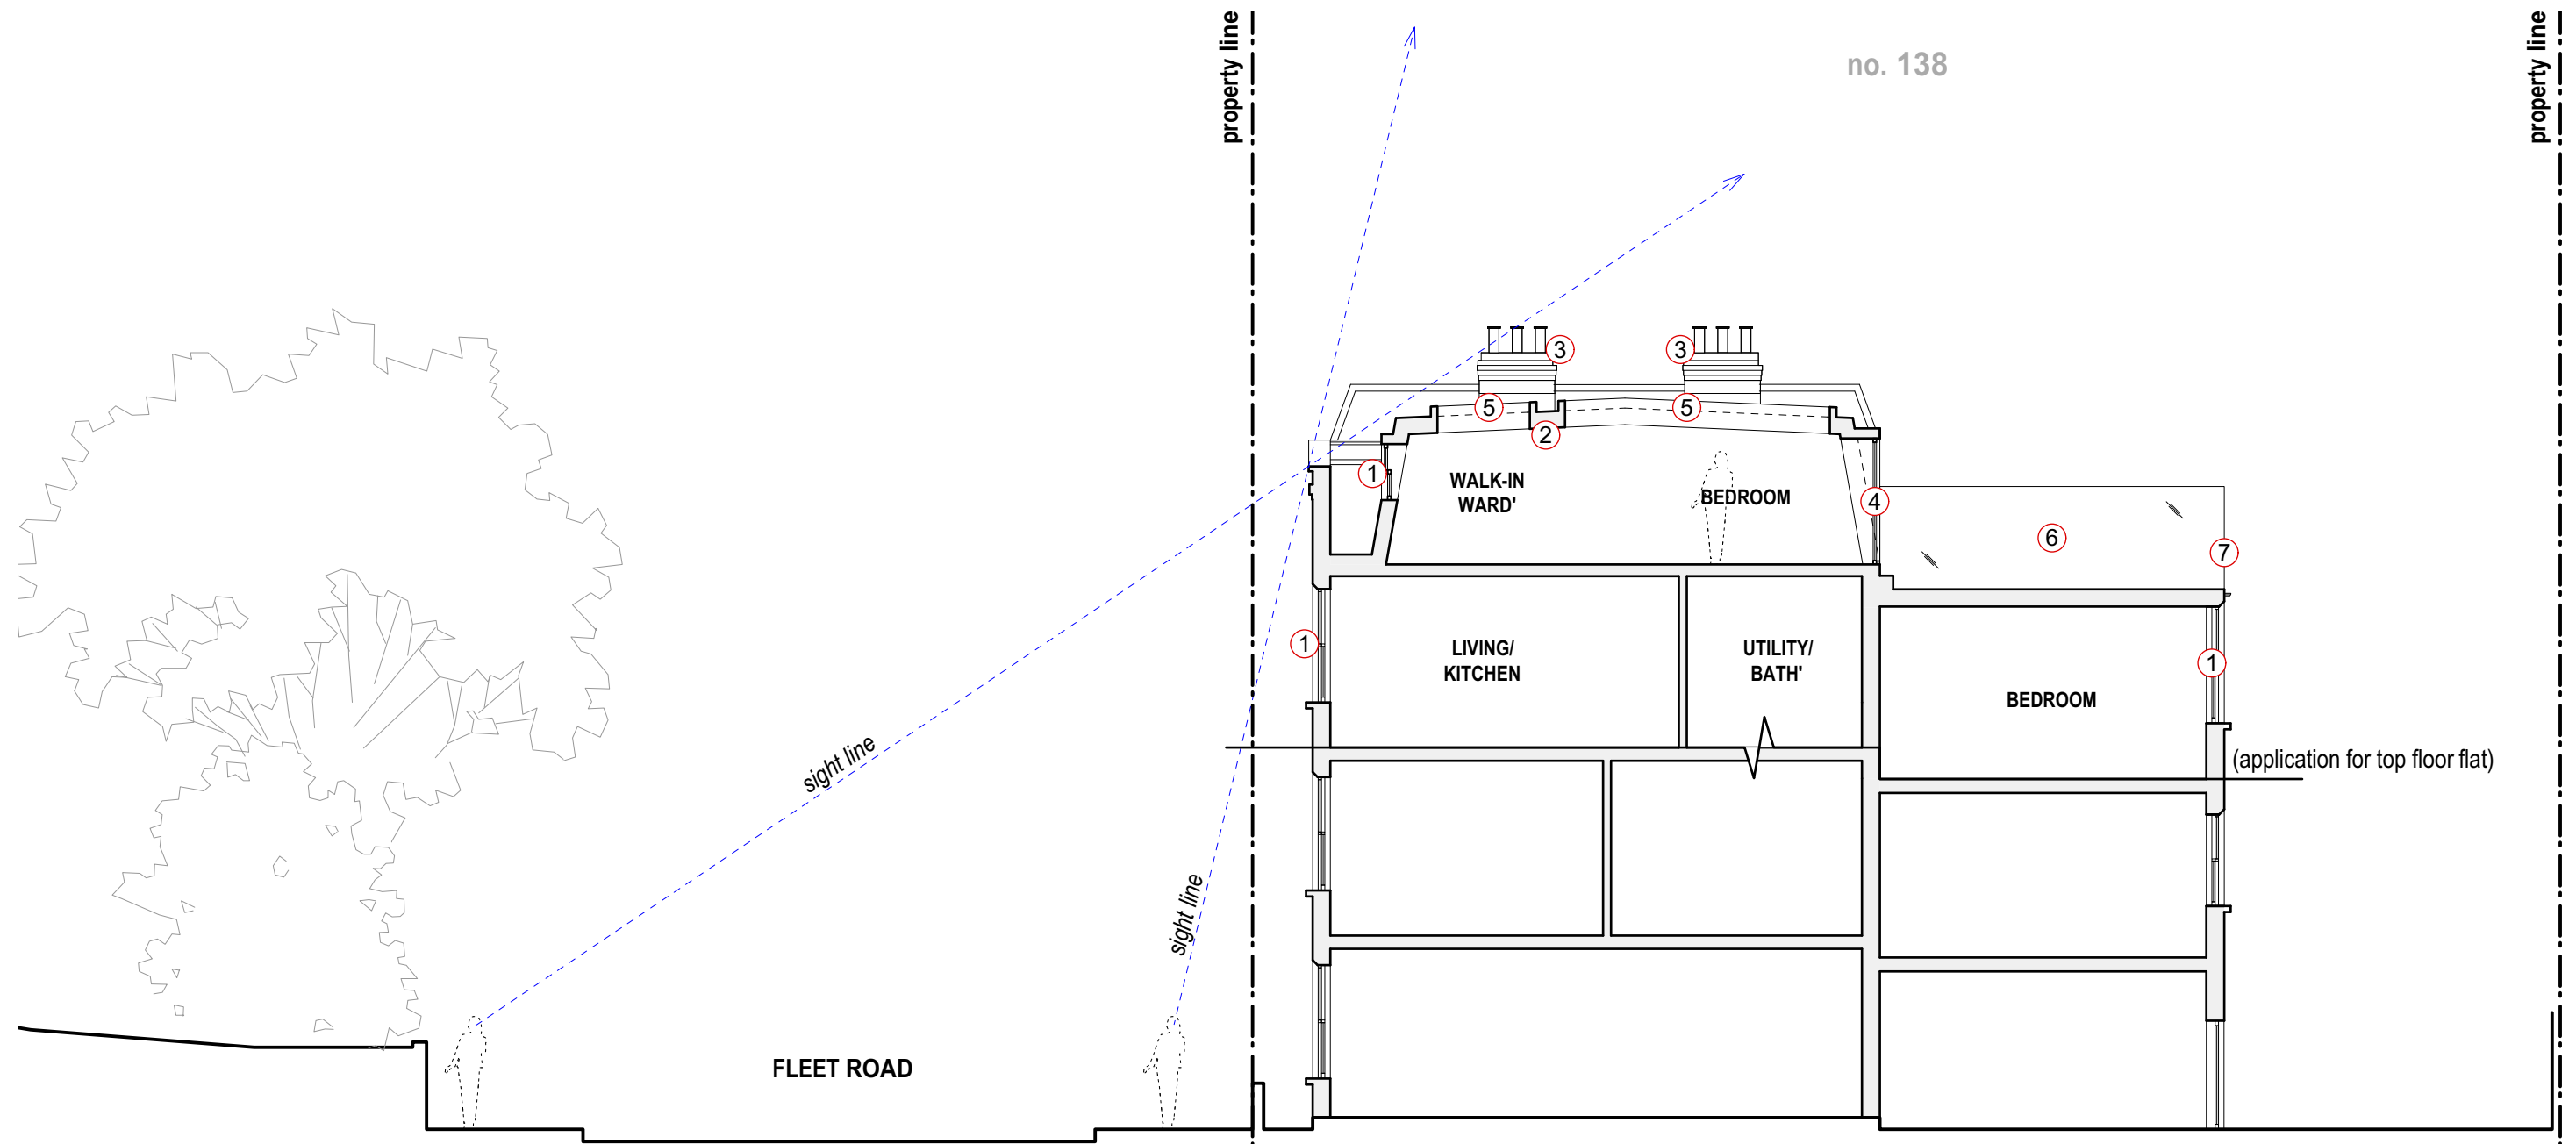 property line
no. 138
property line
3
3
5
5
2
1
WALK-IN
WARD'
BEDROOM
4
6
7
1
LIVING/
KITCHEN
UTILITY/
BATH'
1
BEDROOM
sight line
(application for top floor flat)
sight line
FLEET ROAD